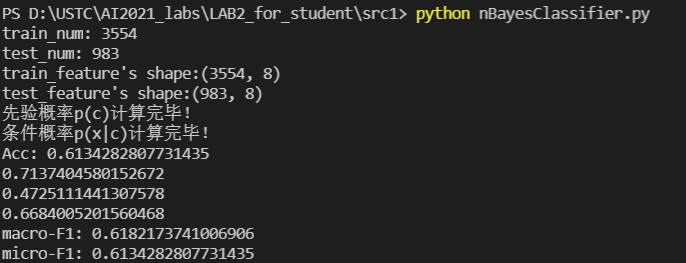 PS D:\USTC\AI2021_labs\LAB2_for_student\src1> python nBayesClassifier.py
train_num: 3554
test_num: 983
train_feature's shape:(3554, 8)
test_feature's shape:(983, 8)
先验概率p(c)计算完毕!
条件概率p(x|c)计算完毕!
Acc: 0.6134282807731435
0.7137404580152672
0.4725111441307578
0.6684005201560468
macro-F1: 0.6182173741006906
micro-F1: 0.6134282807731435